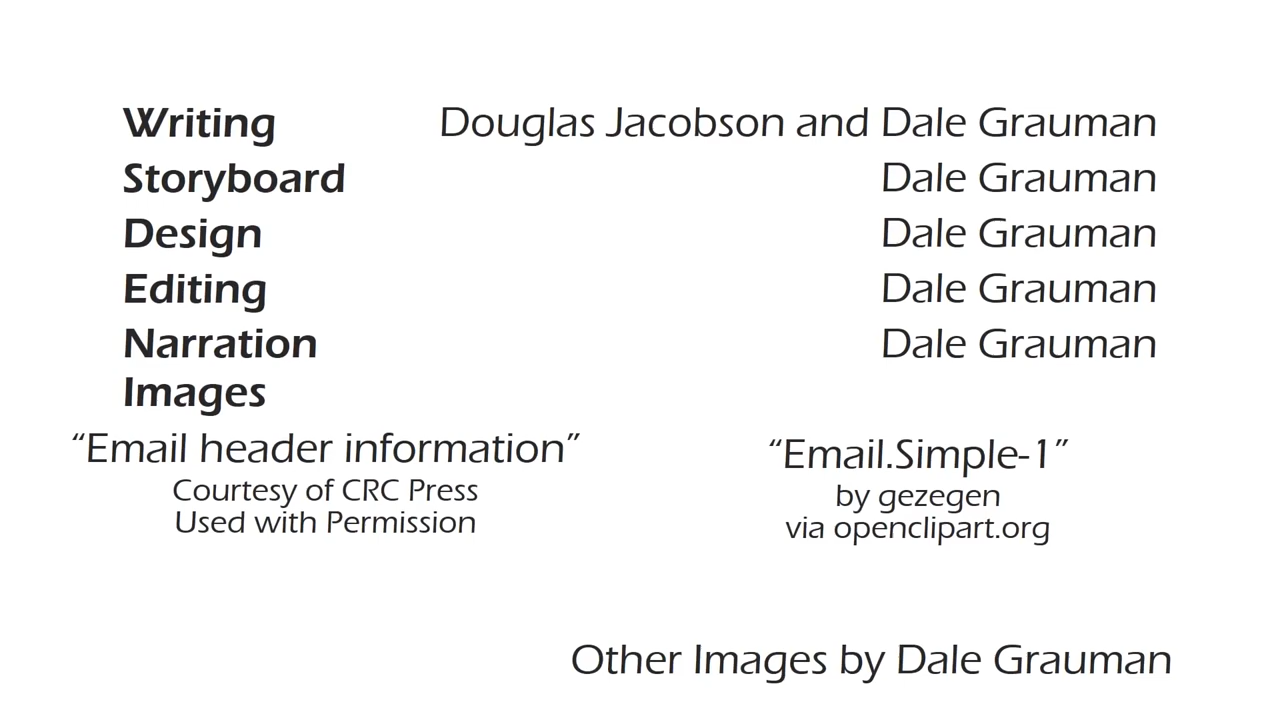 Writing Douglas Jacobson and Dale Grauman
Storyboard Dale Grauman
Design Dale Grauman
Editing Dale Grauman
Narration Dale Grauman
Images
“Email header information”
Courtesy of CRC Press
Used with Permission
“Email.Simple-1”
by gezegen
via openclipart.org
Other Images by Dale Grauman